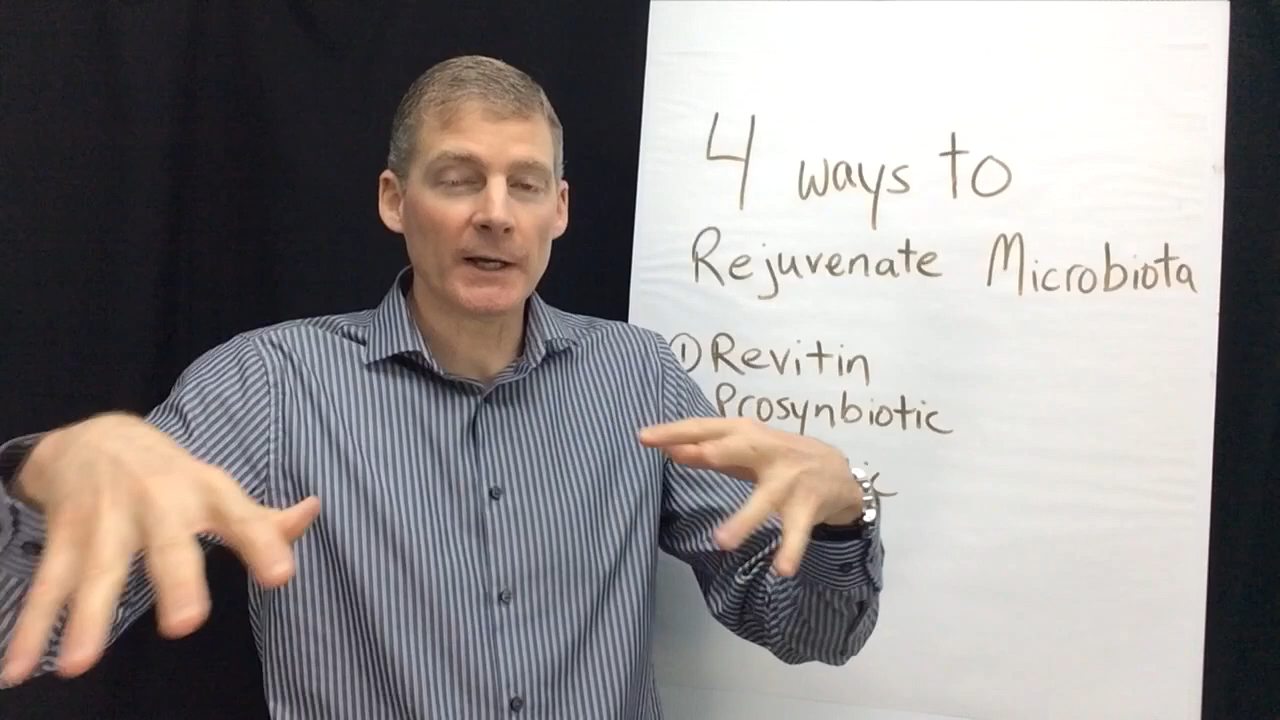 4 ways to
Rejuvenate Microbiota
① Revitin
Prosynbiotic